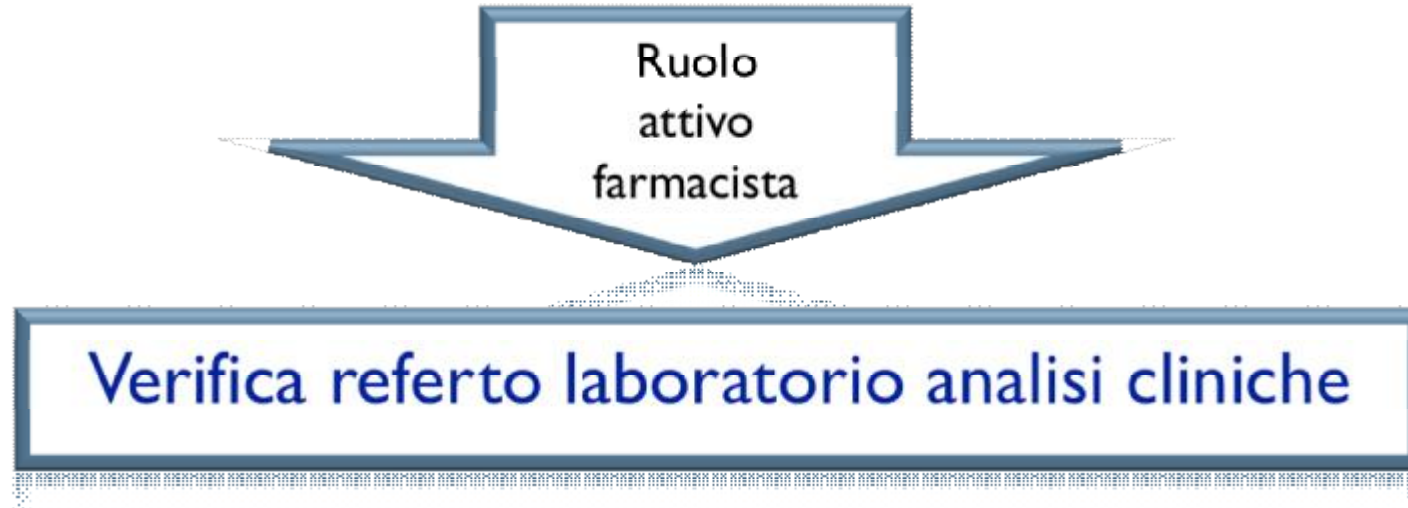 Ruolo
attivo
farmacista
Verifica referto laboratorio analisi cliniche